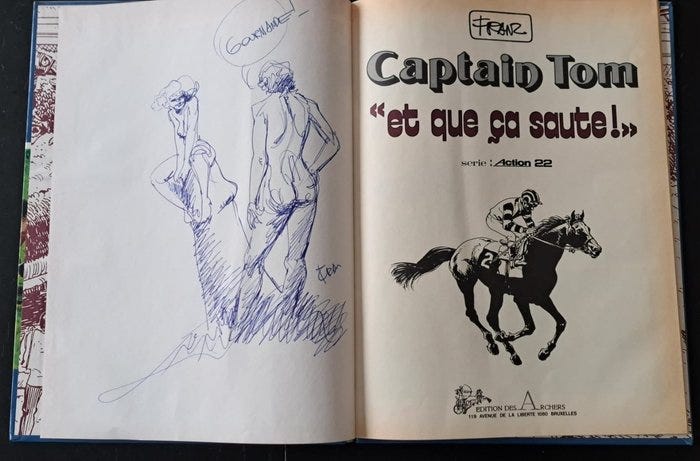 GOURMANDE!
Franz
FRANZ
Captain Tom
"et que ça saute!»
serie : Action 22
2
EDITION DES ARCHERS
119 AVENUE DE LA LIBERTE 1080 BRUXELLES